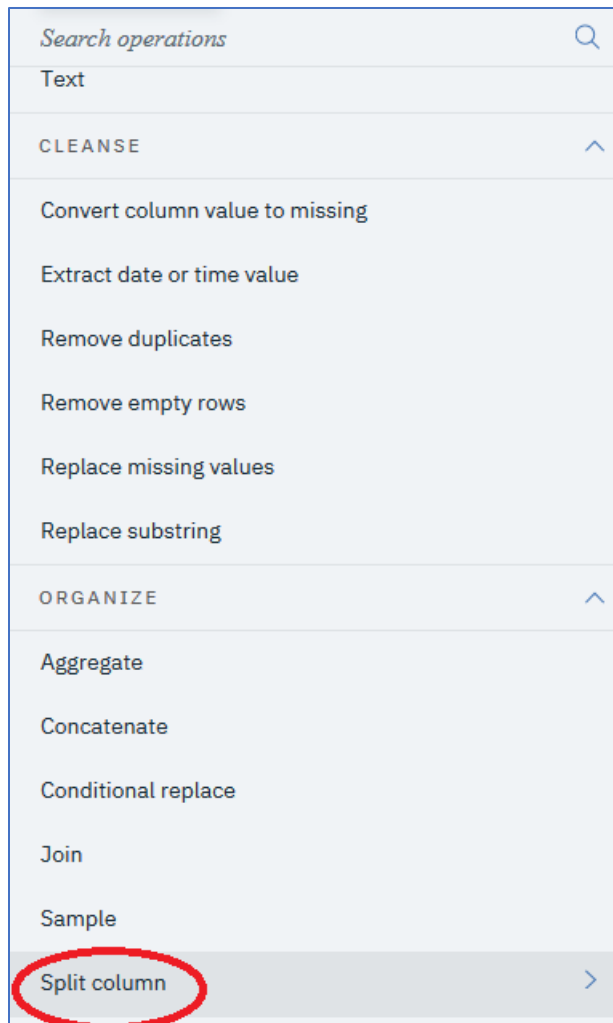 Search operations
Text
CLEANSE
Convert column value to missing
Extract date or time value
Remove duplicates
Remove empty rows
Replace missing values
Replace substring
ORGANIZE
Aggregate
Concatenate
Conditional replace
Join
Sample
Split column